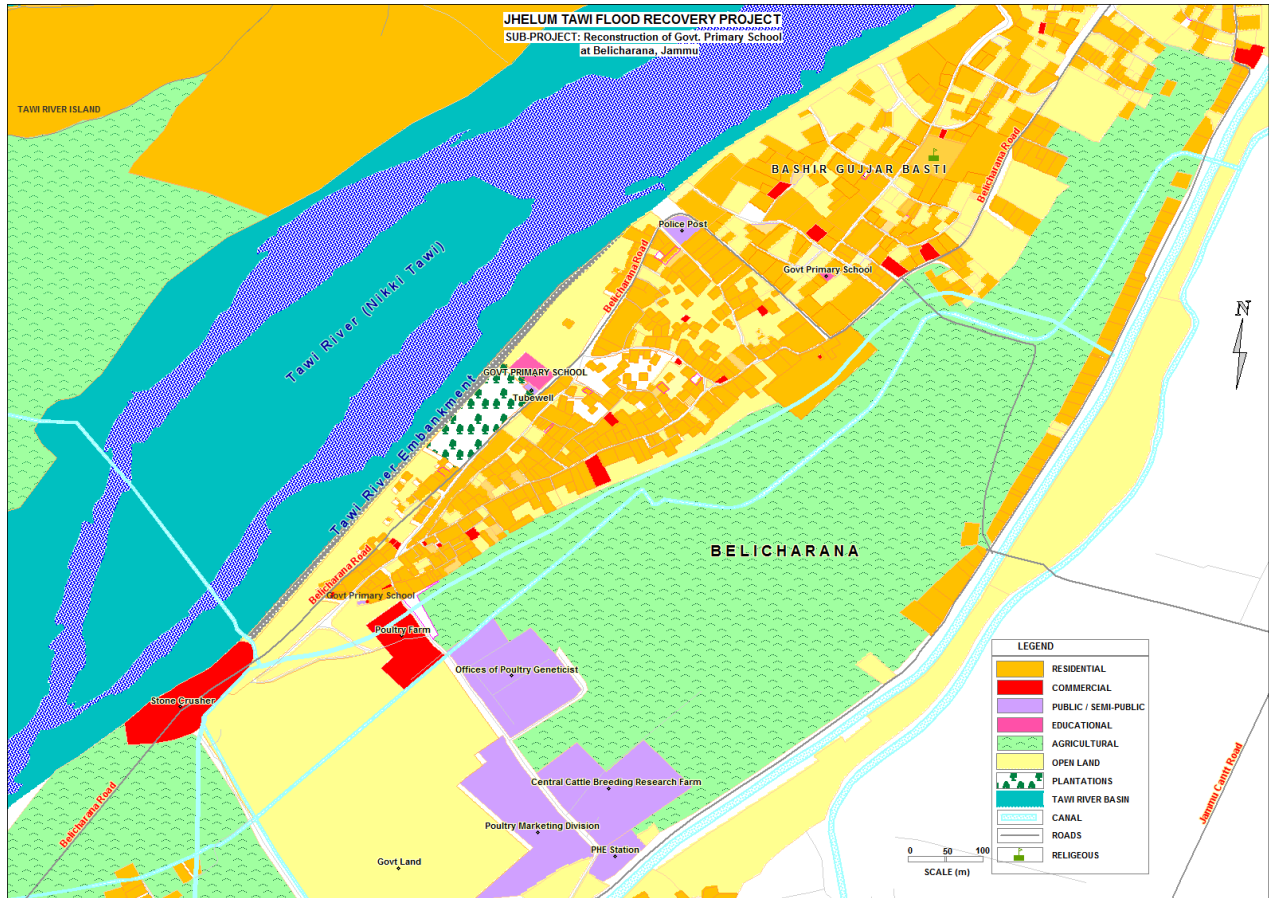 JHELUM TAWI FLOOD RECOVERY PROJECT
SUB-PROJECT: Reconstruction of Govt. Primary School
at Belicharana, Jammu
TAWI RIVER ISLAND
BASHIR GUJJAR BASTI
Belicharana Road
Police Post
Belicharana Road
Govt Primary School
Tawi River (Nikki Tawi)
N
GOVT PRIMARY SCHOOL
Tubewell
Tawi River Embankment
BELICHARANA
Belicharana Road
Govt Primary School
Poultry Farm
Offices of Poultry Geneticist
Stone Crusher
Central Cattle Breeding Research Farm
Belicharana Road
Poultry Marketing Division
PHE Station
Govt Land
Jammu Cantt Road
0 50 100
SCALE (m)
LEGEND
RESIDENTIAL
COMMERCIAL
PUBLIC / SEMI-PUBLIC
EDUCATIONAL
AGRICULTURAL
OPEN LAND
PLANTATIONS
TAWI RIVER BASIN
CANAL
ROADS
RELIGEOUS